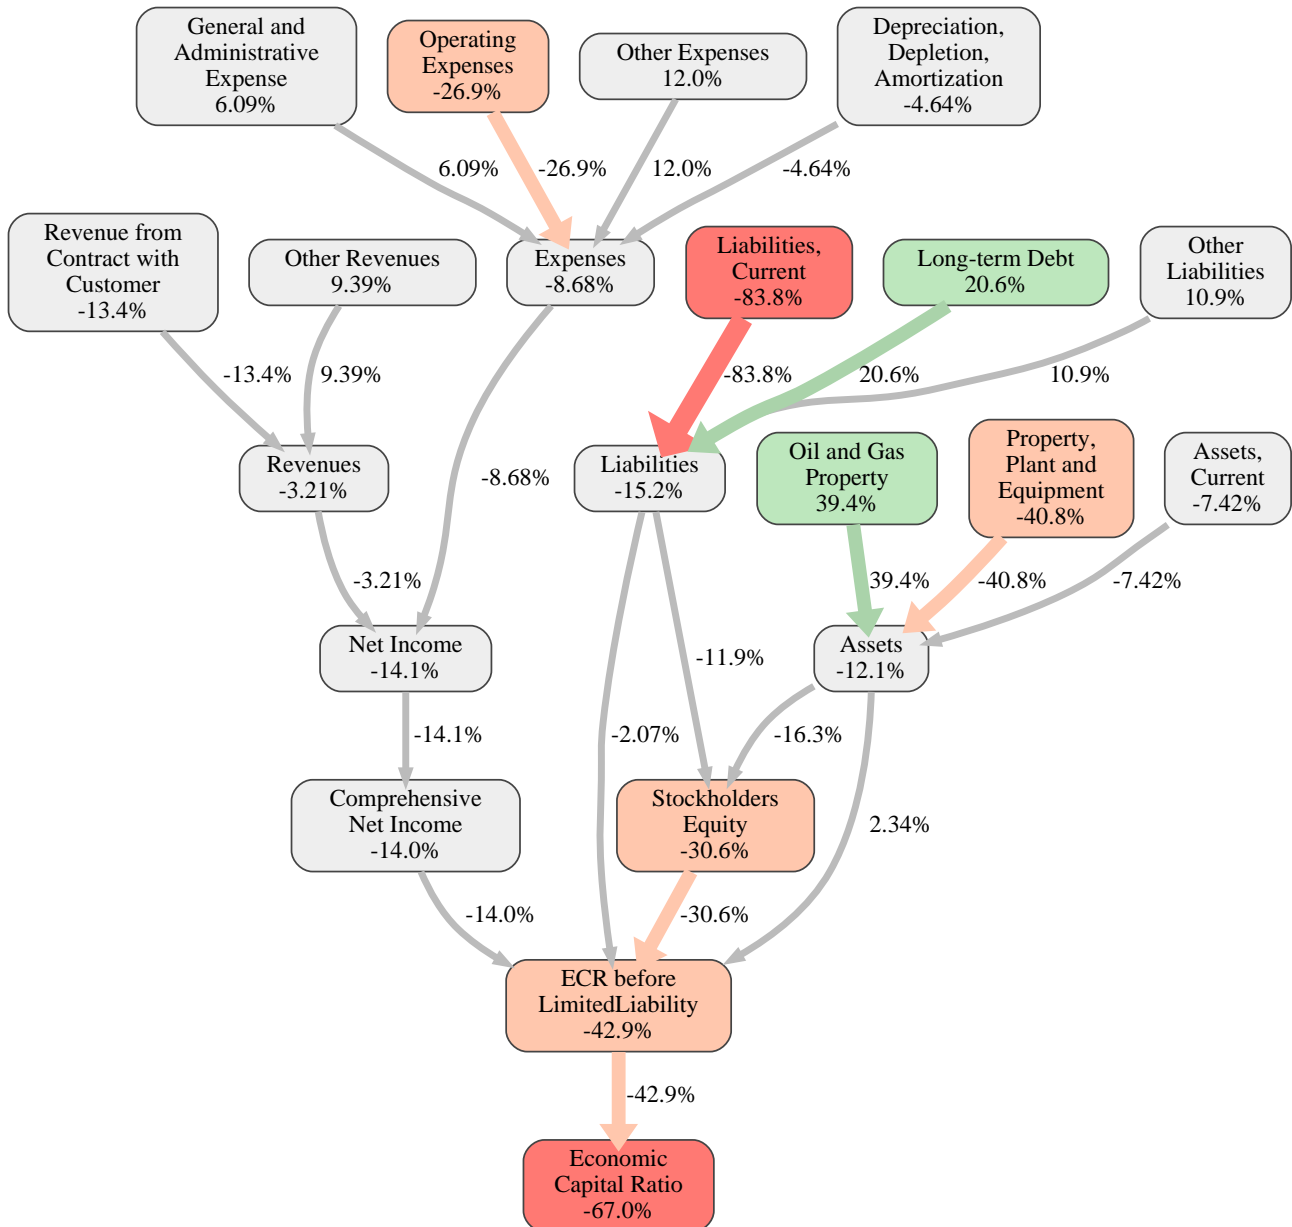 General and
Administrative
Expense
6.09%
Operating
Expenses
-26.9%
Other Expenses
12.0%
Depreciation,
Depletion,
Amortization
-4.64%
6.09%
-26.9%
12.0%
-4.64%
Revenue from
Contract with
Customer
-13.4%
Other Revenues
9.39%
Expenses
-8.68%
Liabilities,
Current
-83.8%
Long-term Debt
20.6%
Other
Liabilities
10.9%
-13.4%
9.39%
-83.8%
20.6%
10.9%
Revenues
-3.21%
-8.68%
Liabilities
-15.2%
Oil and Gas
Property
39.4%
Property,
Plant and
Equipment
-40.8%
Assets,
Current
-7.42%
-3.21%
39.4%
-40.8%
-7.42%
Net Income
-14.1%
-11.9%
Assets
-12.1%
-14.1%
-2.07%
-16.3%
Comprehensive
Net Income
-14.0%
Stockholders
Equity
-30.6%
2.34%
-14.0%
-30.6%
ECR before
LimitedLiability
-42.9%
-42.9%
Economic
Capital Ratio
-67.0%